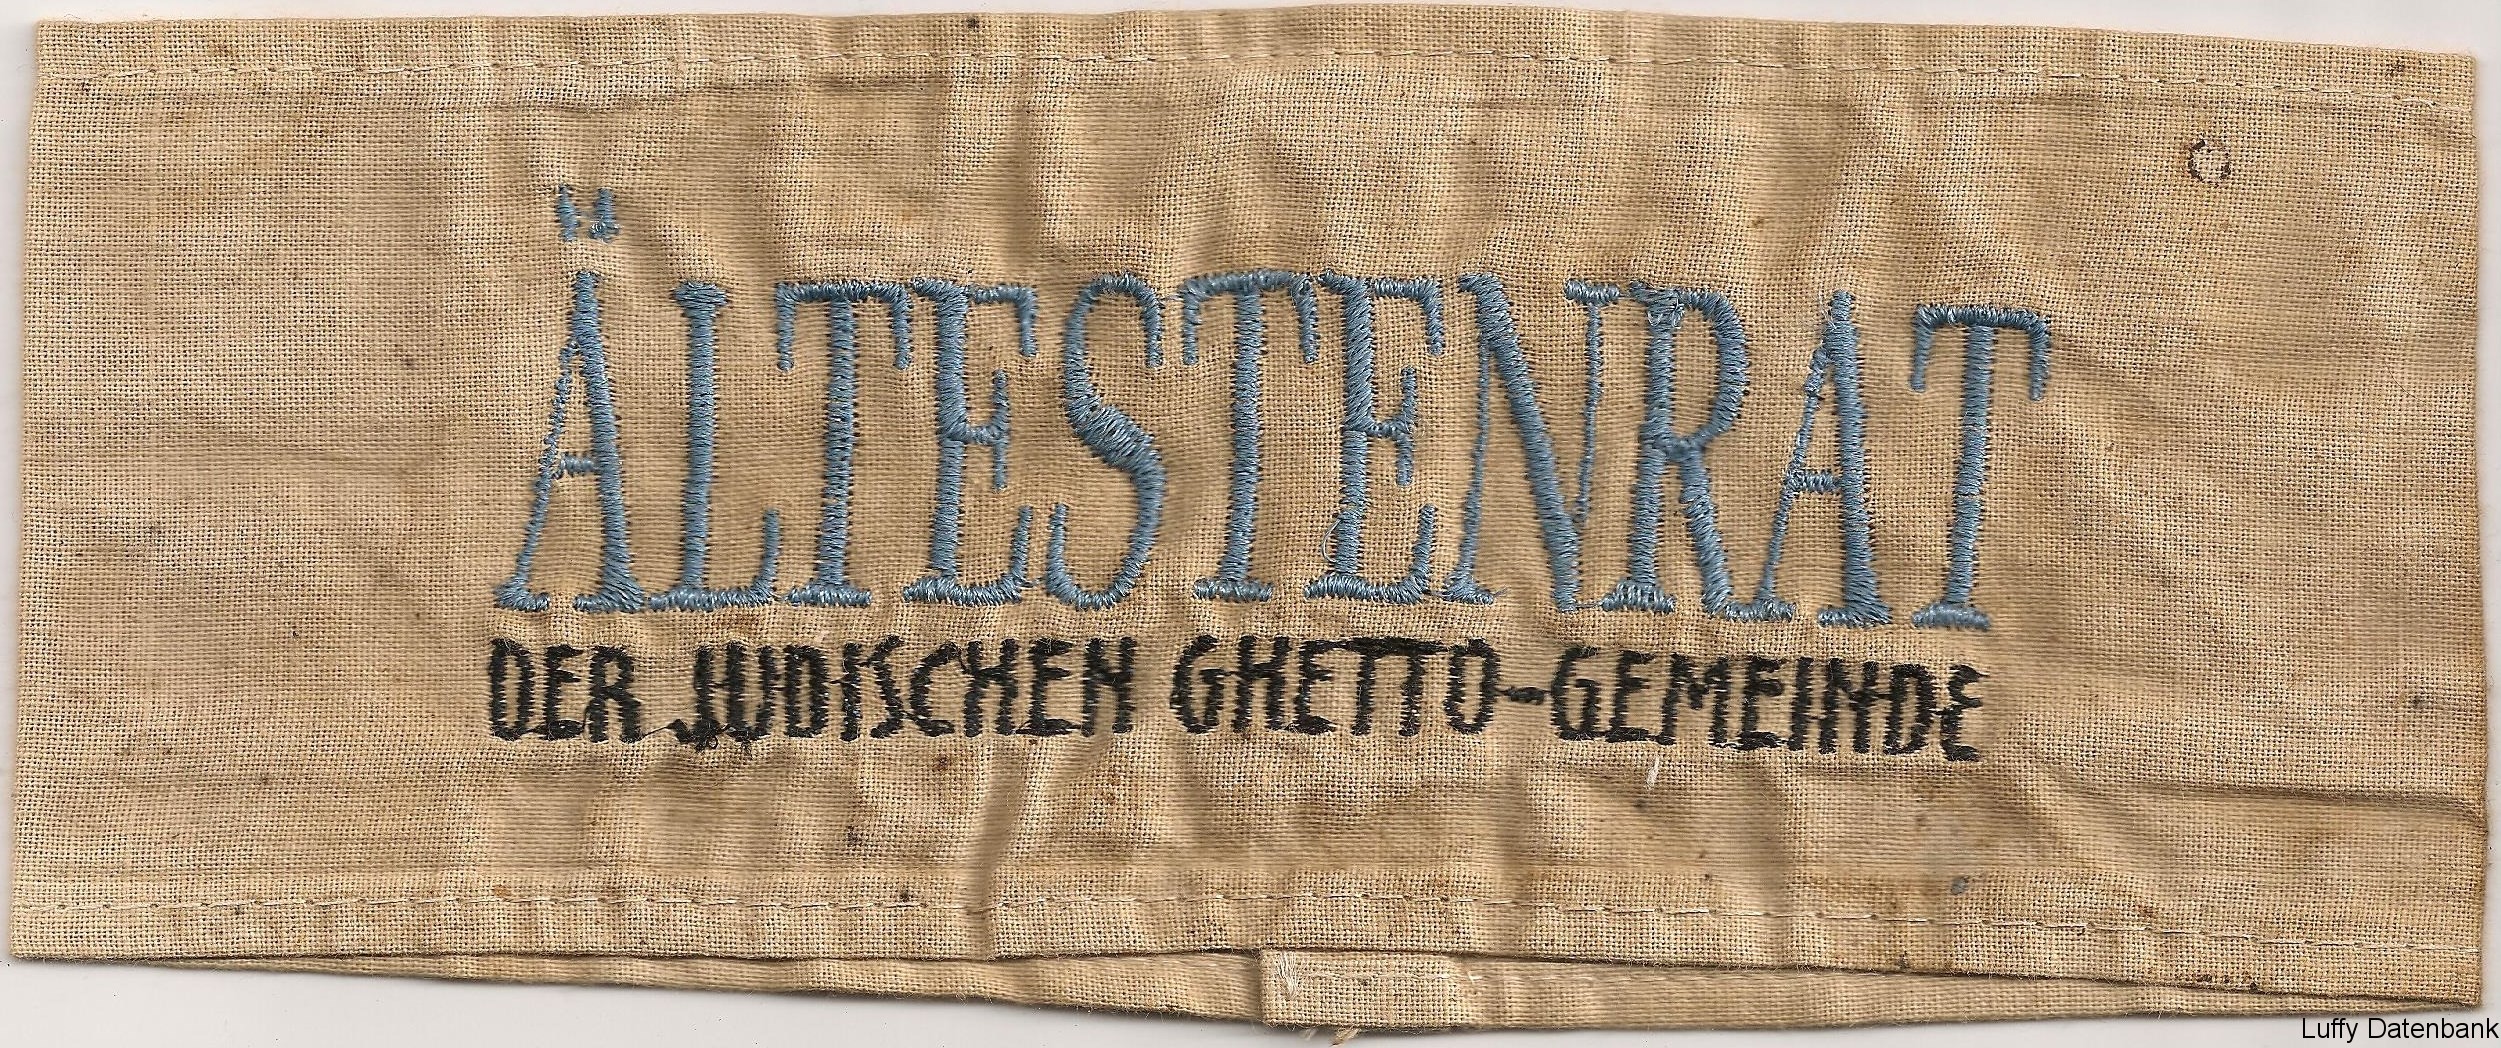 ÄLTESTENRAT
DER JUDISCHEN GHETTO-GEMEINDE
Luffy Datenbank